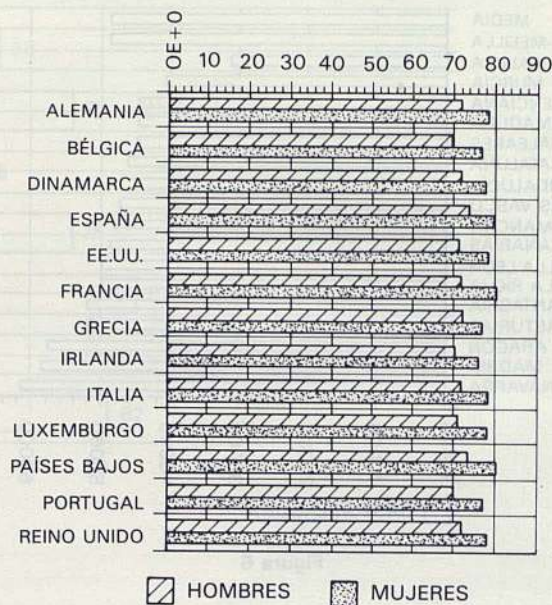 0E+0 10 20 30 40 50 60 70 80 90
ALEMANIA
BÉLGICA
DINAMARCA
ESPAÑA
EE.UU.
FRANCIA
GRECIA
IRLANDA
ITALIA
LUXEMBURGO
PAÍSES BAJOS
PORTUGAL
REINO UNIDO
HOMBRES MUJERES